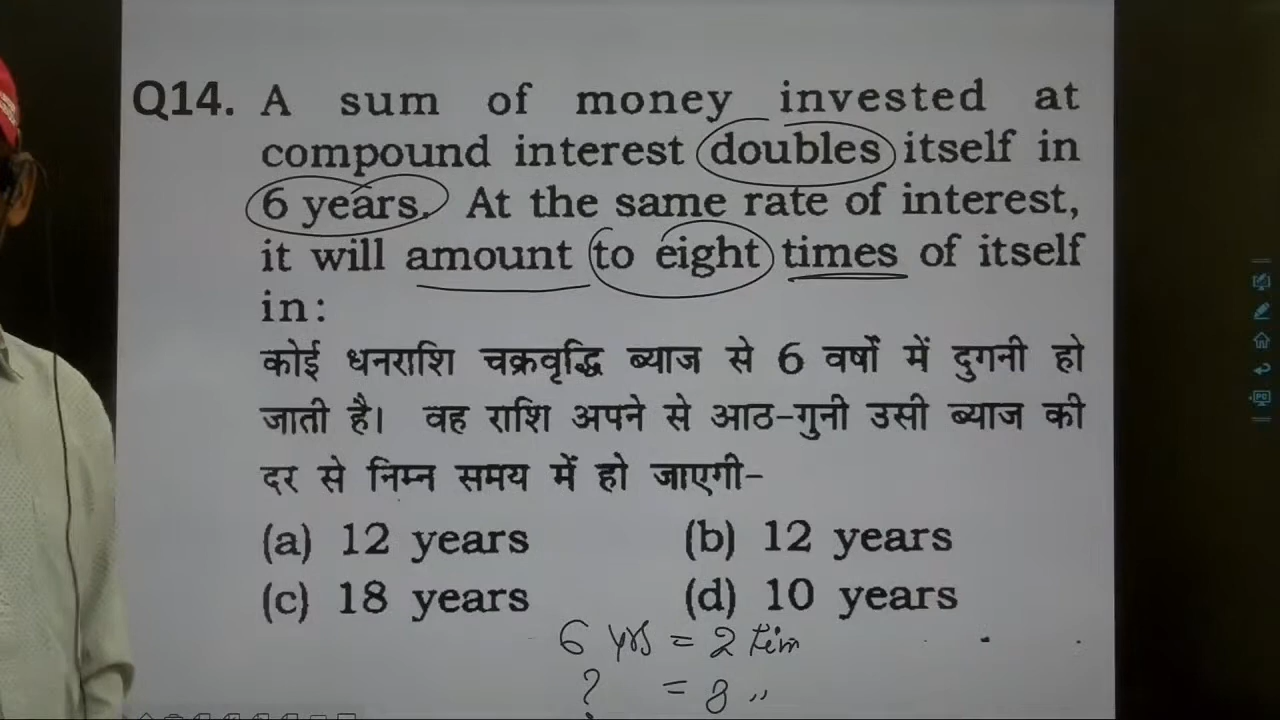 Q14. A sum of money invested at
compound interest doubles itself in
6 years. At the same rate of interest,
it will amount to eight times of itself
in:
कोई धनराशि चक्रवृद्धि ब्याज से 6 वर्षों में दुगनी हो
जाती है। वह राशि अपने से आठ-गुनी उसी ब्याज की
दर से निम्न समय में हो जाएगी-
(a) 12 years (b) 12 years
(c) 18 years (d) 10 years
6 yrs = 2 tim
? = 8 ,,